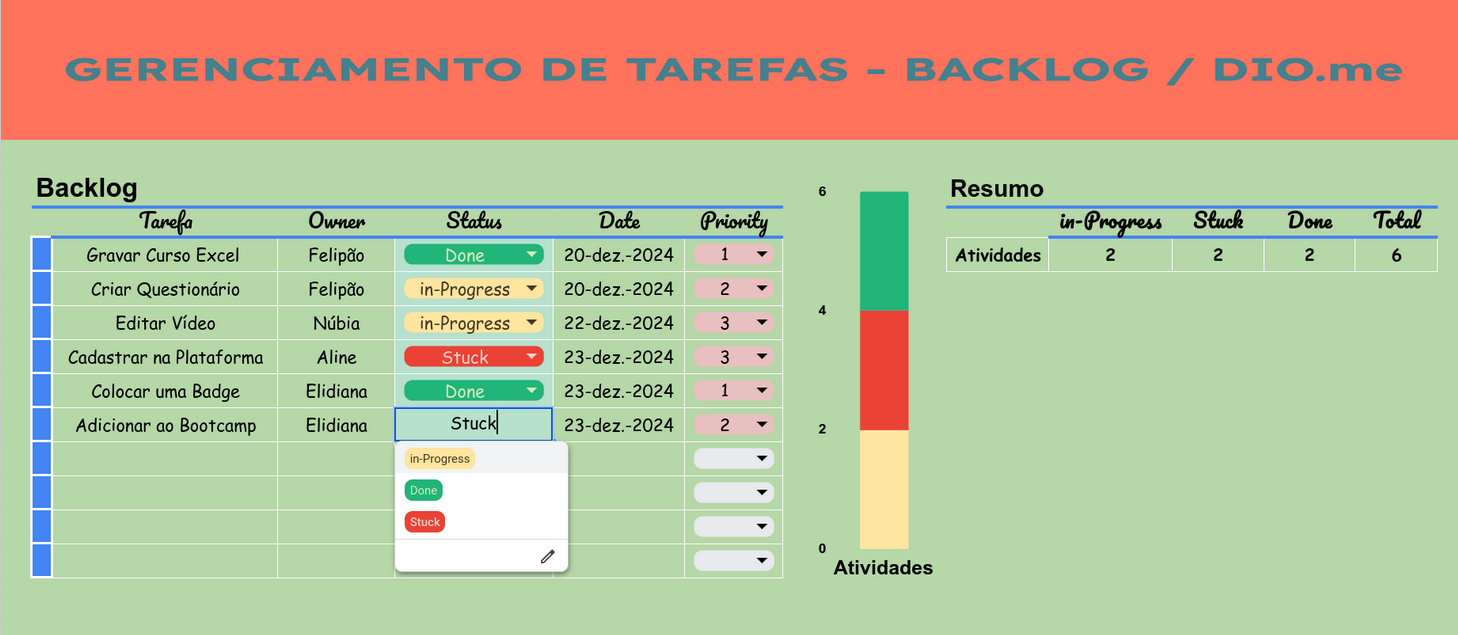 GERENCIAMENTO DE TAREFAS - BACKLOG / DIO.me
Backlog
Tarefa Owner Status Date Priority
Gravar Curso Excel Felipão Done 20-dez.-2024 1
Criar Questionário Felipão in-Progress 20-dez.-2024 2
Editar Vídeo Núbia in-Progress 22-dez.-2024 3
Cadastrar na Plataforma Aline Stuck 23-dez.-2024 3
Colocar uma Badge Elidiana Done 23-dez.-2024 1
Adicionar ao Bootcamp Elidiana Stuck 23-dez.-2024 2
in-Progress
Done
Stuck
6
4
2
0
Atividades
Resumo
in-Progress Stuck Done Total
Atividades 2 2 2 6